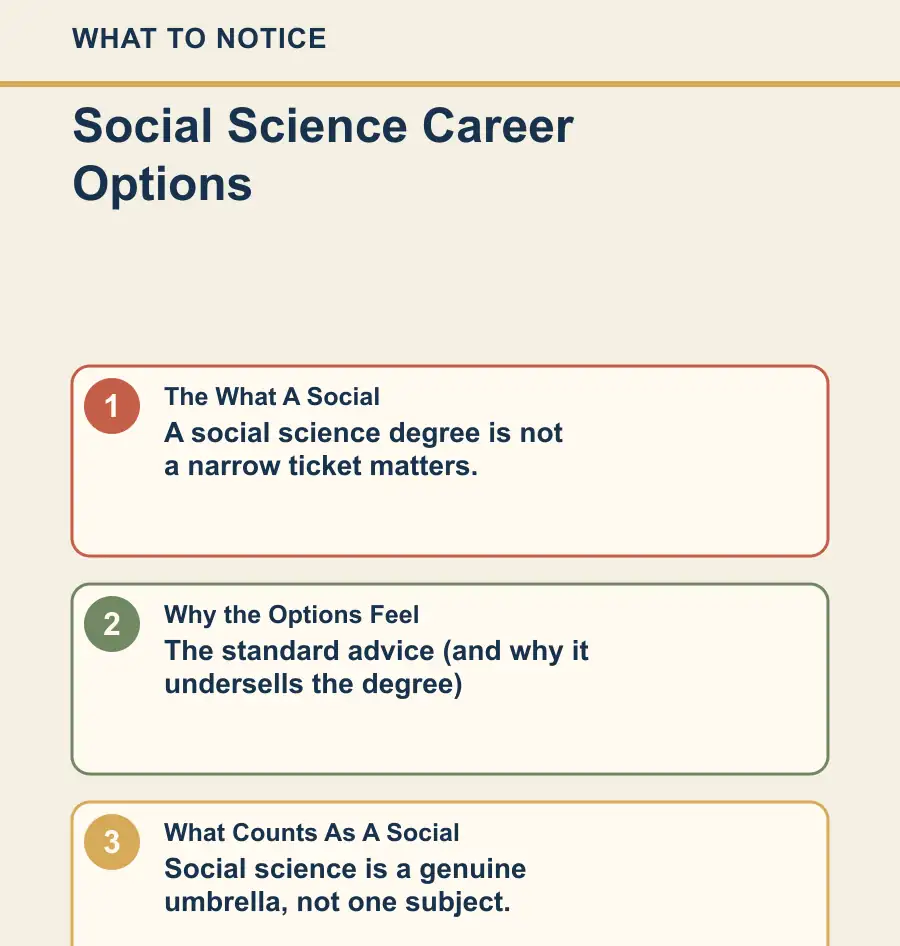 WHAT TO NOTICE
Social Science Career
Options
1
The What A Social
A social science degree is not
a narrow ticket matters.
2
Why the Options Feel
The standard advice (and why it
undersells the degree)
3
What Counts As A Social
Social science is a genuine
umbrella, not one subject.